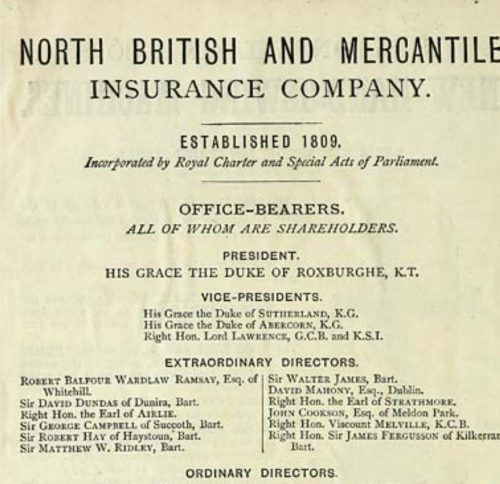 NORTH BRITISH AND MERCANTILE
INSURANCE COMPANY.
ESTABLISHED 1809.
Incorporated by Royal Charter and Special Acts of Parliament.
OFFICE-BEARERS.
ALL OF WHOM ARE SHAREHOLDERS.
PRESIDENT.
HIS GRACE THE DUKE OF ROXBURGHE, K.T.
VICE-PRESIDENTS.
His Grace the Duke of SUTHERLAND, K.G.
His Grace the Duke of ABERCORN, K.G.
Right Hon. Lord LAWRENCE, G.C.B. and K.S.I.
EXTRAORDINARY DIRECTORS.
ROBERT BALFOUR WARDLAW RAMSAY, Esq. of
Whitehill.
Sir DAVID DUNDAS of Dunira, Bart.
Right Hon. the Earl of AIRLIE.
Sir GEORGE CAMPBELL of Succoth, Bart.
Sir ROBERT HAY of Haystoun, Bart.
Sir MATTHEW W. RIDLEY, Bart.
Sir WALTER JAMES, Bart.
DAVID MAHONY, Esq., Dublin.
Right Hon. the Earl of STRATHMORE.
JOHN COOKSON, Esq. of Meldon Park.
Right Hon. Viscount MELVILLE, K.C.B.
Right Hon. Sir JAMES FERGUSSON of Kilkerran
Bart.
ORDINARY DIRECTORS.